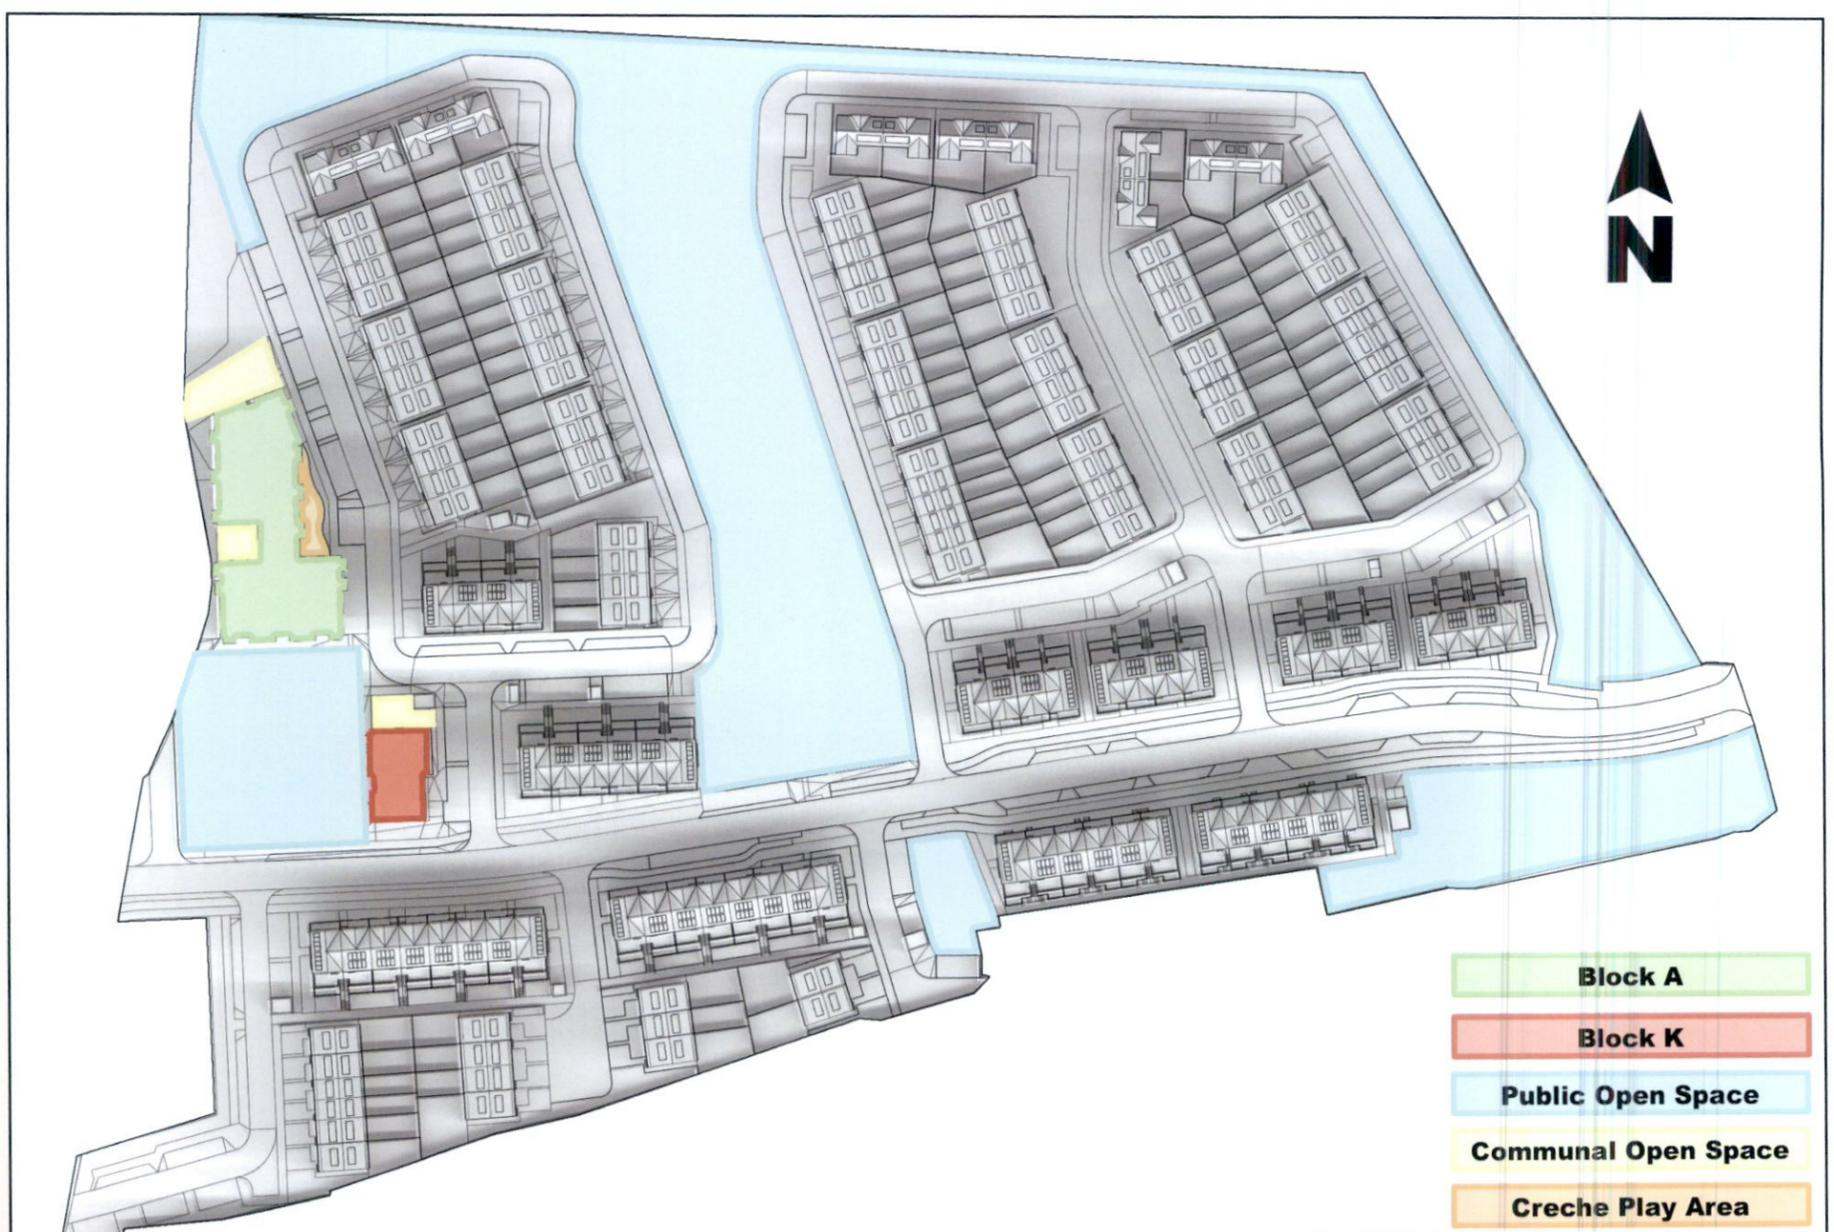 N
Block A
Block K
Public Open Space
Communal Open Space
Creche Play Area